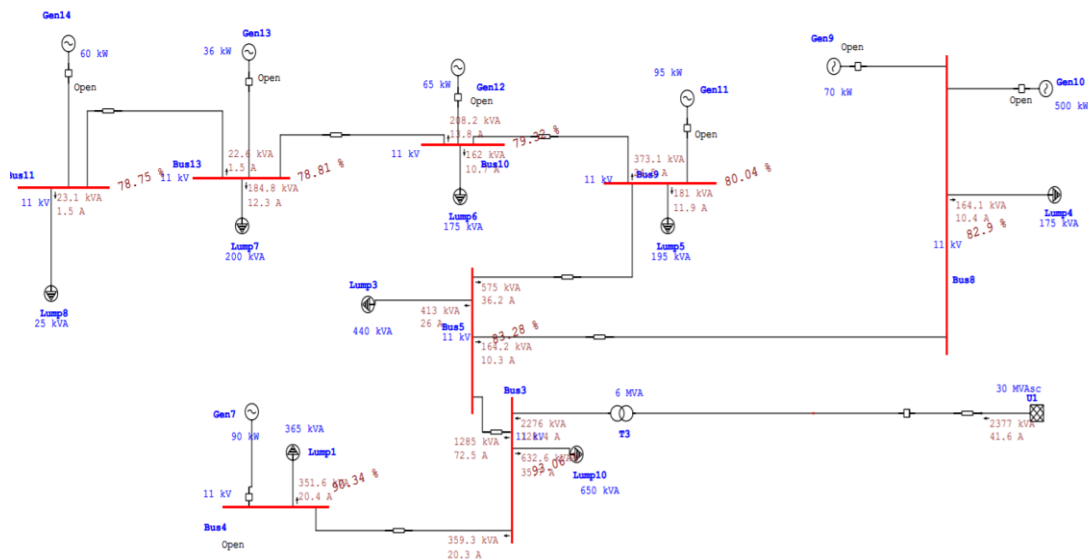 Gen14
60 kW
Open
Gen13
36 kW
Open
65 kW
Gen12
Open
95 kW
Gen11
Open
Gen9
Open
70 kW
Gen10
500 kW
Open
Bus11
11 kV
78.75 %
23.1 kVA
1.5 A
Lump8
25 kVA
22.6 kVA
1.5 A
Bus13
11 kV
78.81 %
184.8 kVA
12.3 A
Lump7
200 kVA
208.2 kVA
13.8 A
79.32 %
11 kV
162 kVA
10.7 A
Bus10
Lump6
175 kVA
373.1 kVA
Bus9
11 kV
80.04 %
181 kVA
11.9 A
Lump5
195 kVA
164.1 kVA
10.4 A
82.9 %
11 kV
Lump4
175 kVA
Bus8
Lump3
440 kVA
413 kVA
26 A
575 kVA
36.2 A
Bus5
11 kV
83.28 %
164.2 kVA
10.3 A
Bus3
6 MVA
T3
30 MVAsc
U1
2377 kVA
41.6 A
2276 kVA
11 kV
1285 kVA
72.5 A
632.6 kVA
93.06
Lump10
650 kVA
Gen7
90 kW
365 kVA
Lump1
351.6 kVA
20.4 A
90.34 %
11 kV
Bus4
Open
359.3 kVA
20.3 A